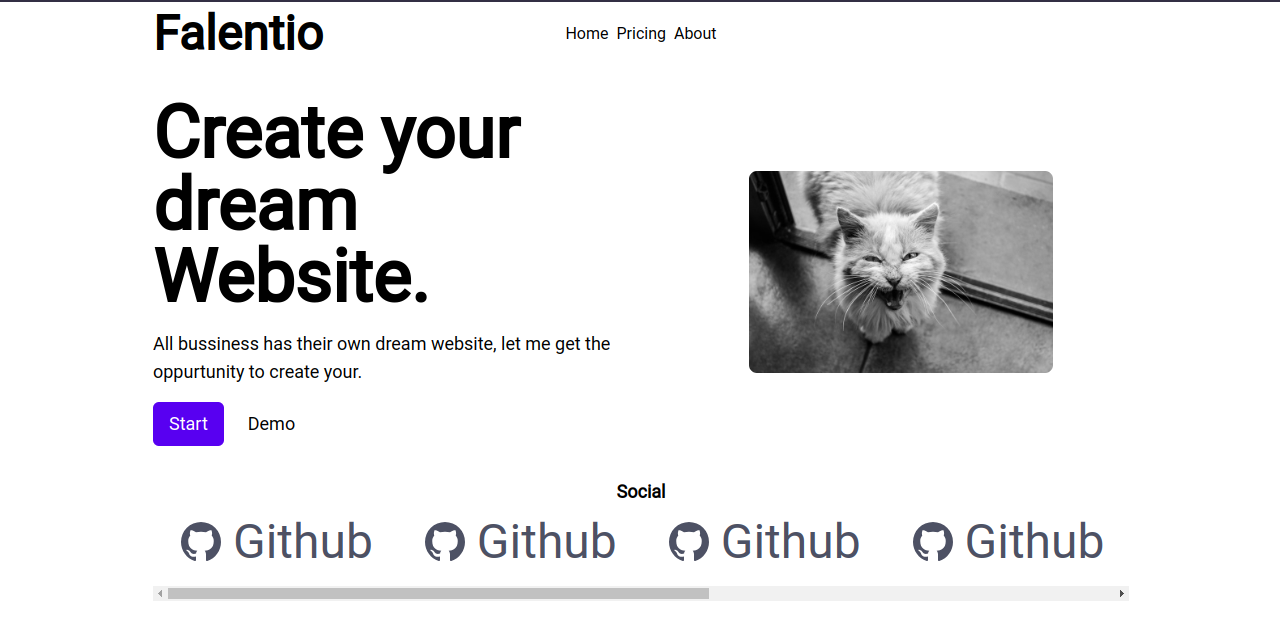 Falentio
Home Pricing About
Create your
dream
Website.
All bussiness has their own dream website, let me get the
oppurtunity to create your.
Start Demo
Social
Github Github Github Github